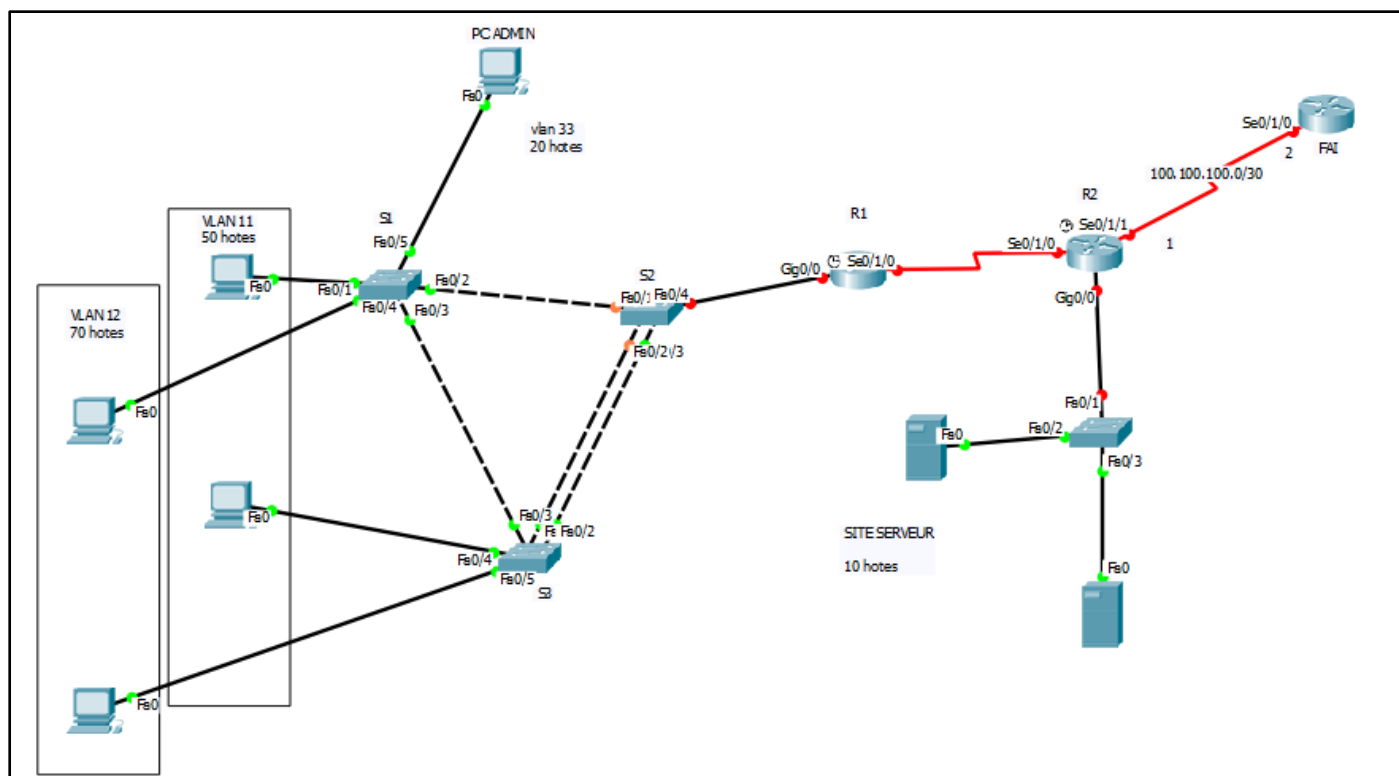 PC ADMIN
Fa0
vlan 33
20 hotes
Se0/1/0
2
FAI
100.100.100.0/30
VLAN 11
50 hotes
S1
R1
R2
Se0/1/1
1
Fa0/5
Se0/1/0
Gig0/0
Se0/1/0
Fa0
Fa0/1
Fa0/2
S2
Fa0/4
Fa0/3
Fa0/1
Fa0/4
Gig0/0
VLAN 12
70 hotes
Fa0/2
/3
Fa0
Fa0/1
Fa0
Fa0/2
Fa0/3
Fa0
Fa0/3
Fa0/2
SITE SERVEUR
10 hotes
Fa0/4
Fa0/5
S3
Fa0
Fa0